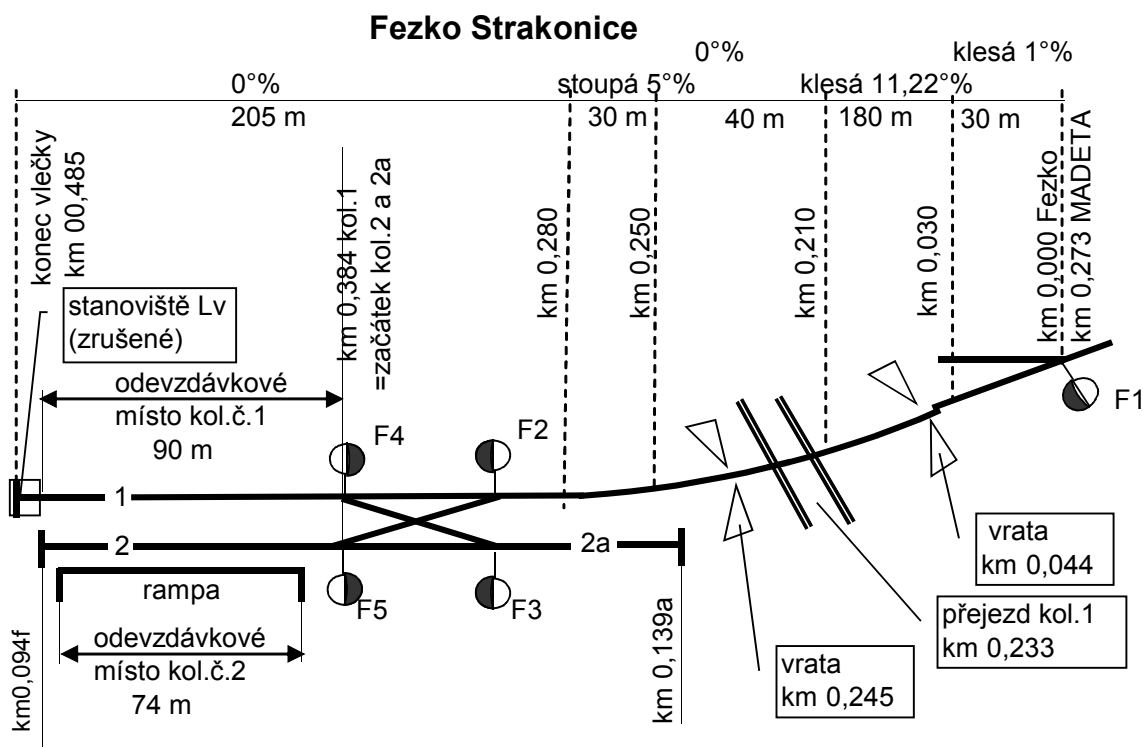 Fezko Strakonice
0°%
stoupá 5°%
0°%
klesá 11,22°%
klesá 1°%
205 m
30 m
40 m
180 m
30 m
konec vlečky
km 00,485
km 0,384 kol.1
=začátek kol.2 a 2a
km 0,280
km 0,250
km 0,210
km 0,030
km 0,000 Fezko
km 0,273 MADETA
stanoviště Lv
(zrušené)
odevzdávkové
místo kol.č.1
90 m
F4
F2
F1
1
2
2a
rampa
F5
F3
odevzdávkové
místo kol.č.2
74 m
km0,094f
km 0,139a
vrata
km 0,044
přejezd kol.1
km 0,233
vrata
km 0,245